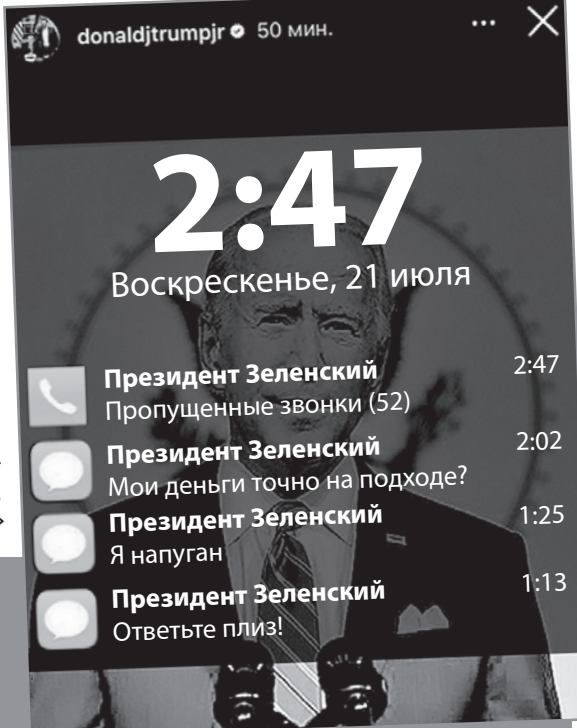 donaldjtrumpjr 50 мин.
2:47
Воскресенье, 21 июля
Президент Зеленский 2:47
Пропущенные звонки (52)
Президент Зеленский 2:02
Мои деньги точно на подходе?
Президент Зеленский 1:25
Я напуган
Президент Зеленский 1:13
Ответьте плиз!